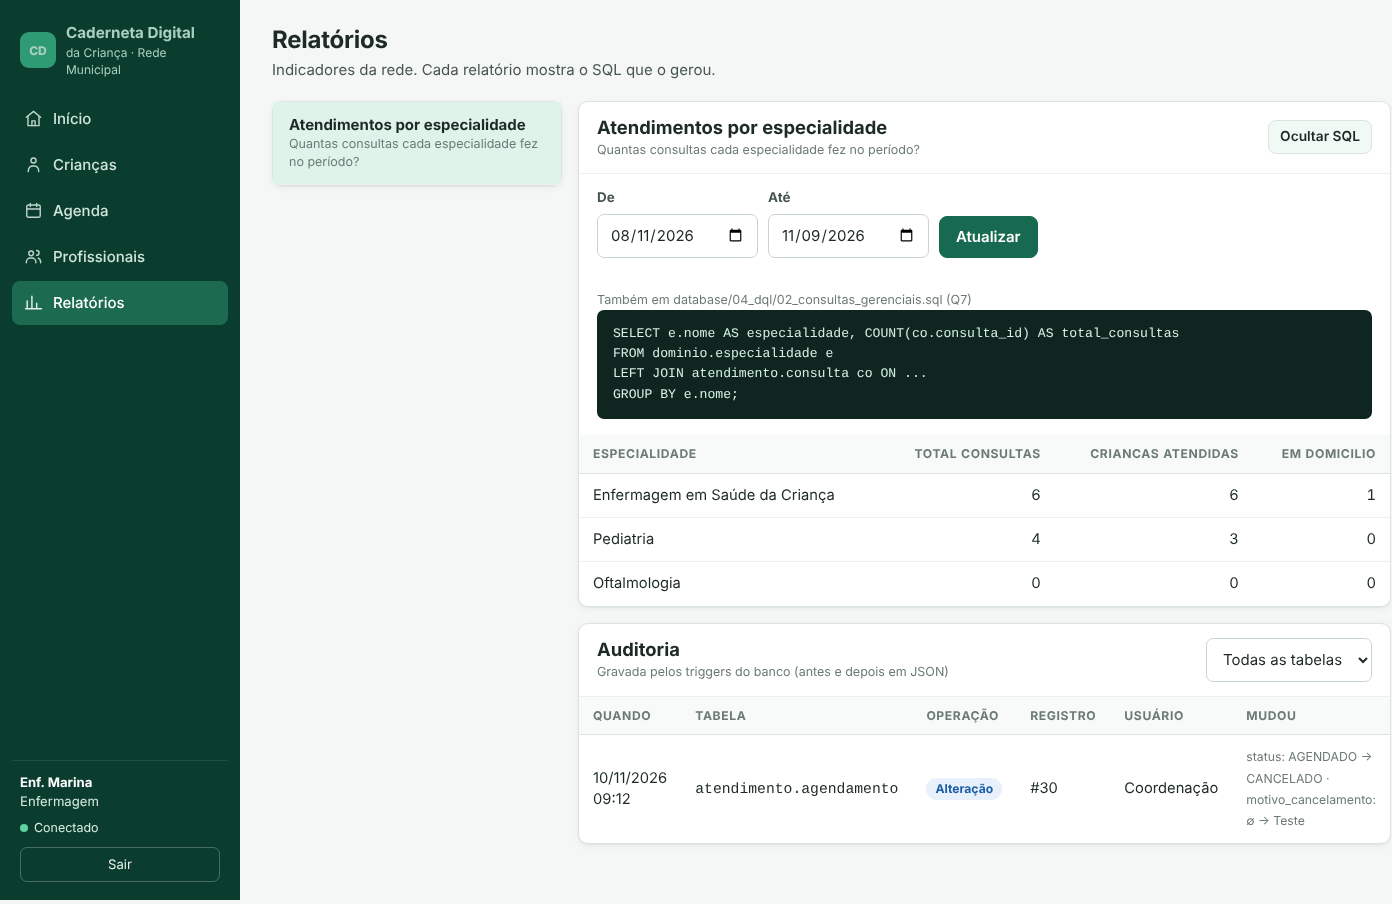 CD
Caderneta Digital
da Criança · Rede
Municipal
Início
Crianças
Agenda
Profissionais
Relatórios
Enf. Marina
Enfermagem
Conectado
Sair
Relatórios
Indicadores da rede. Cada relatório mostra o SQL que o gerou.
Atendimentos por especialidade
Quantas consultas cada especialidade fez
no período?
Atendimentos por especialidade
Quantas consultas cada especialidade fez no período?
Ocultar SQL
De Até
08/11/2026 11/09/2026 Atualizar
Também em database/04_dql/02_consultas_gerenciais.sql (Q7)
SELECT e.nome AS especialidade, COUNT(co.consulta_id) AS total_consultas
FROM dominio.especialidade e
LEFT JOIN atendimento.consulta co ON ...
GROUP BY e.nome;
ESPECIALIDADE TOTAL CONSULTAS CRIANCAS ATENDIDAS EM DOMICILIO
Enfermagem em Saúde da Criança 6 6 1
Pediatria 4 3 0
Oftalmologia 0 0 0
Auditoria
Gravada pelos triggers do banco (antes e depois em JSON)
Todas as tabelas
QUANDO TABELA OPERAÇÃO REGISTRO USUÁRIO MUDOU
10/11/2026
09:12
atendimento.agendamento
Alteração
#30
Coordenação
status: AGENDADO →
CANCELADO ·
motivo_cancelamento:
∅ → Teste